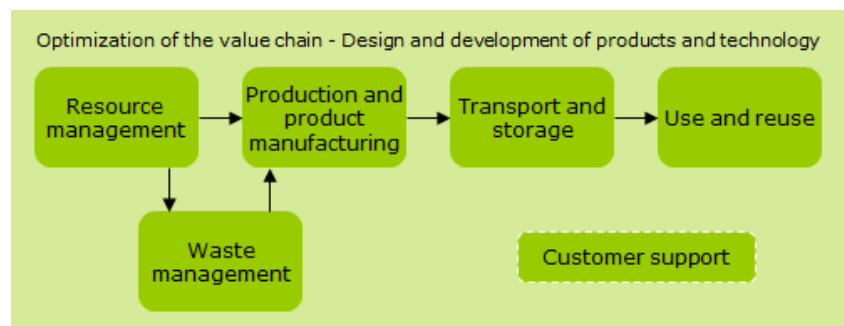 Optimization of the value chain - Design and development of products and technology
Resource
management
Production and
product
manufacturing
Transport and
storage
Use and reuse
Waste
management
Customer support